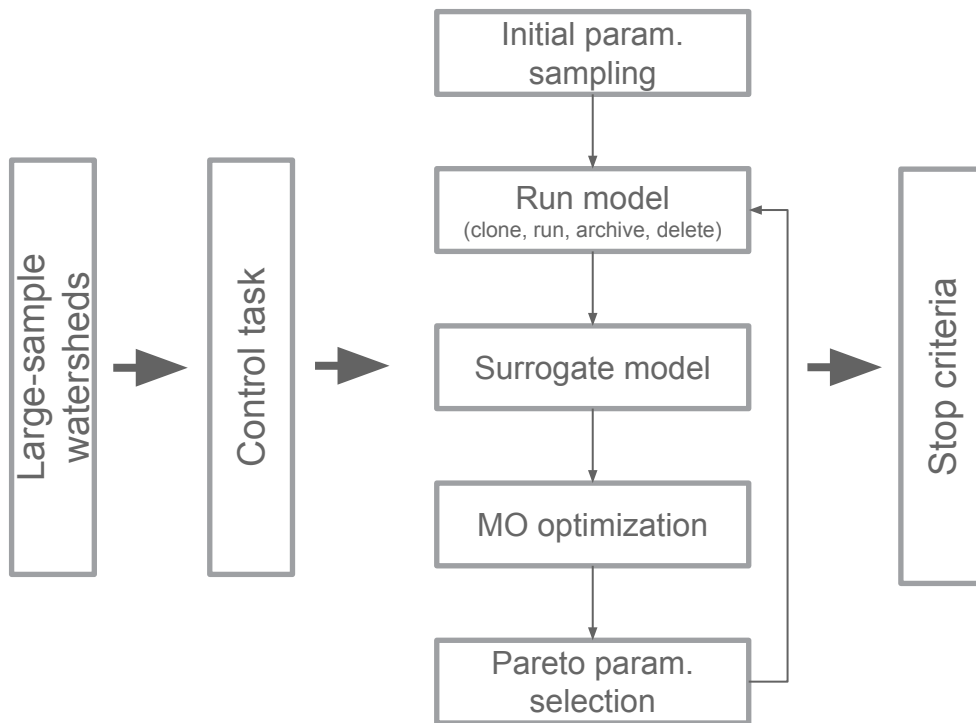 Large-sample
watersheds
Control task
Initial param.
sampling
Run model
(clone, run, archive, delete)
Surrogate model
MO optimization
Pareto param.
selection
Stop criteria